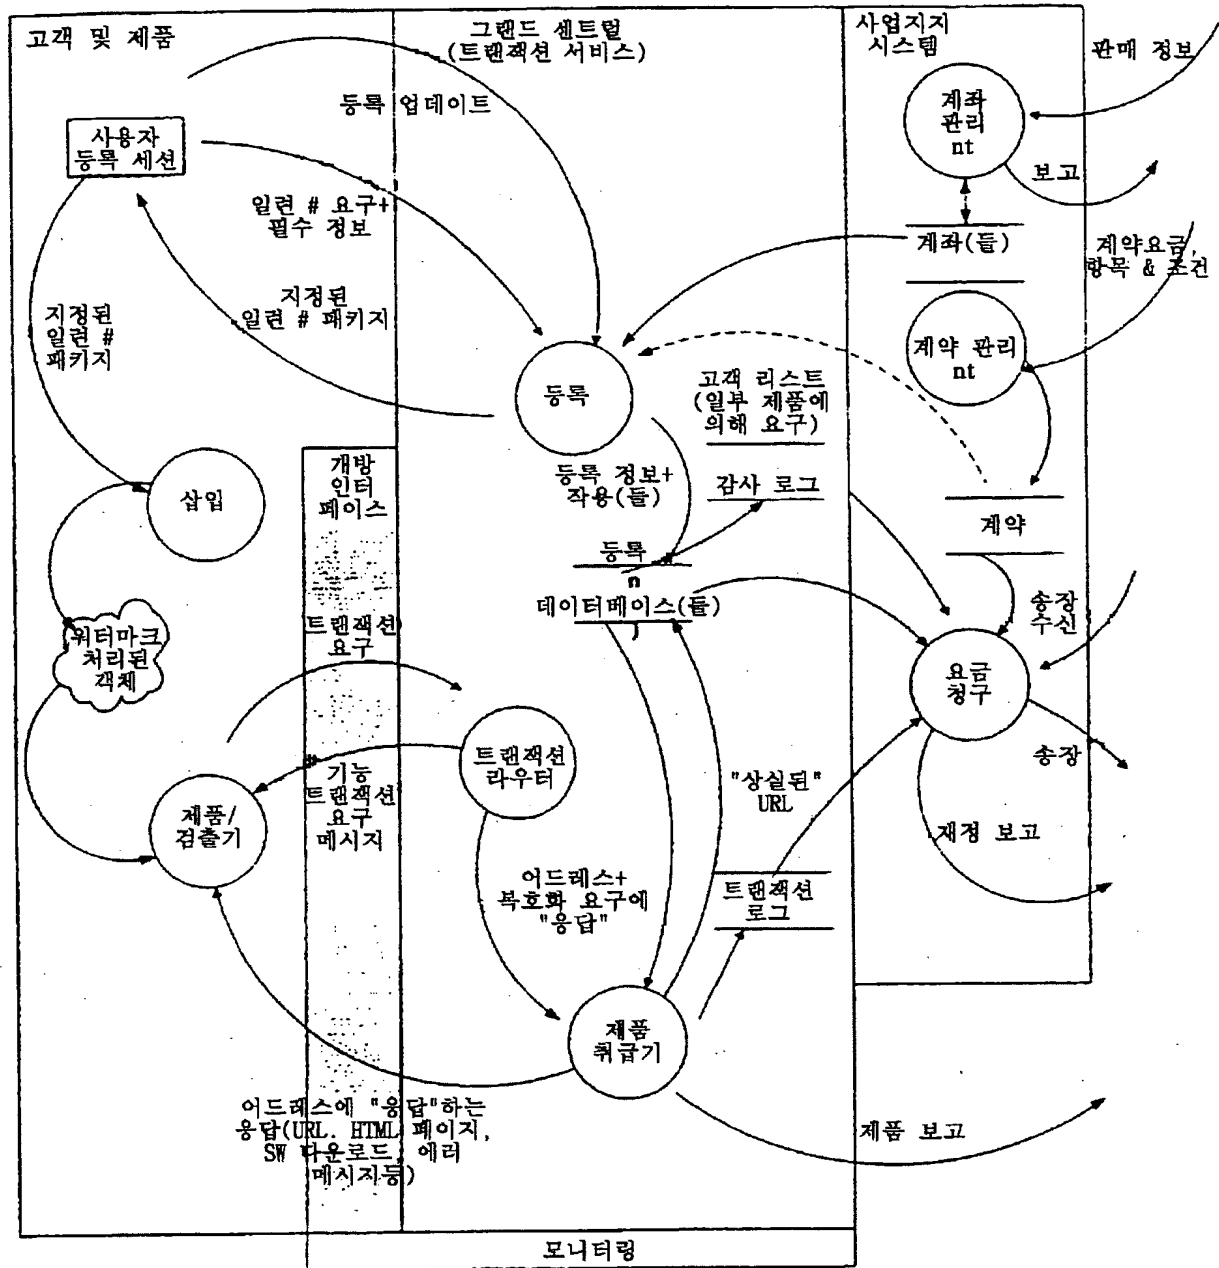 고객 및 제품
그랜드 센트럴
(트랜잭션 서비스)
사업지지
시스템
판매 정보
등록 업데이트
계좌
관리
nt
사용자
등록 세션
보고
일련 # 요구+
필수 정보
계좌(들)
계약요금,
항목 & 조건
지정된
일련 # 패키지
지정된
일련 #
패키지
계약 관리
nt
등록
고객 리스트
(일부 제품에
의해 요구)
개방
인터
페이스
등록 정보+
작용(들)
감사 로그
삽입
계약
등록
n
데이터베이스(들)
)
송장
수신
트랜잭션
요구
워터마크
처리된
객체
요금
청구
트랜잭션
라우터
송장
기능
트랜잭션
요구
메시지
"상실된"
URL
제품/
검출기
재정 보고
어드레스+
복호화 요구에
"응답"
트랜잭션
로그
제품
취급기
어드레스에 "응답"하는
응답(URL. HTML 페이지,
SW 다운로드, 에러
메시지등)
제품 보고
모니터링